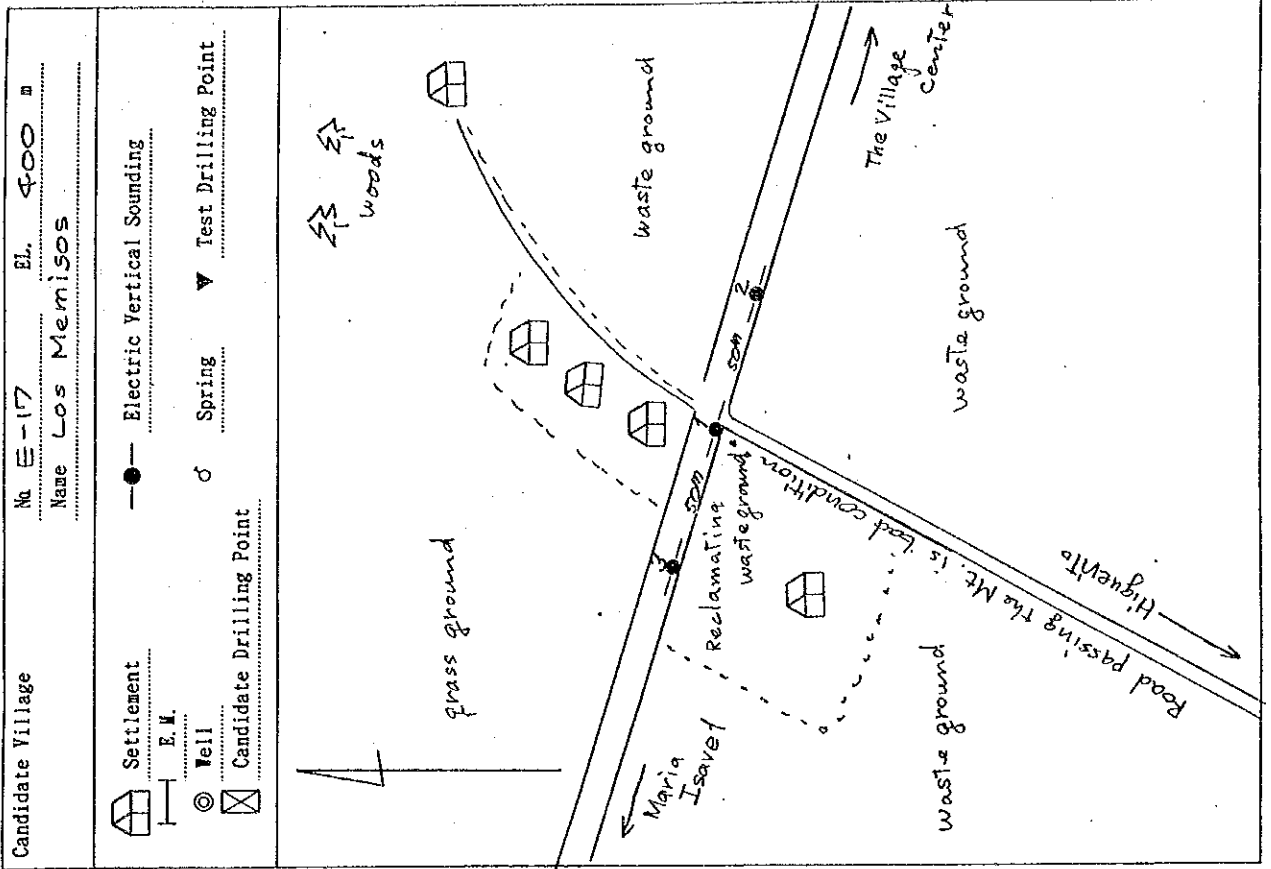 Candidate Village
No E-17 EL. 400 m
Name Los Memisos
Settlement
E.M.
Well
Candidate Drilling Point
Electric Vertical Sounding
Spring
Test Drilling Point
woods
grass ground
waste ground
The Village
Center
2
50m
1
50m
3
Maria
Isavel
Reclamating
waste ground
waste ground
waste ground
Road passing the Mt. is bad condition
Higuerito